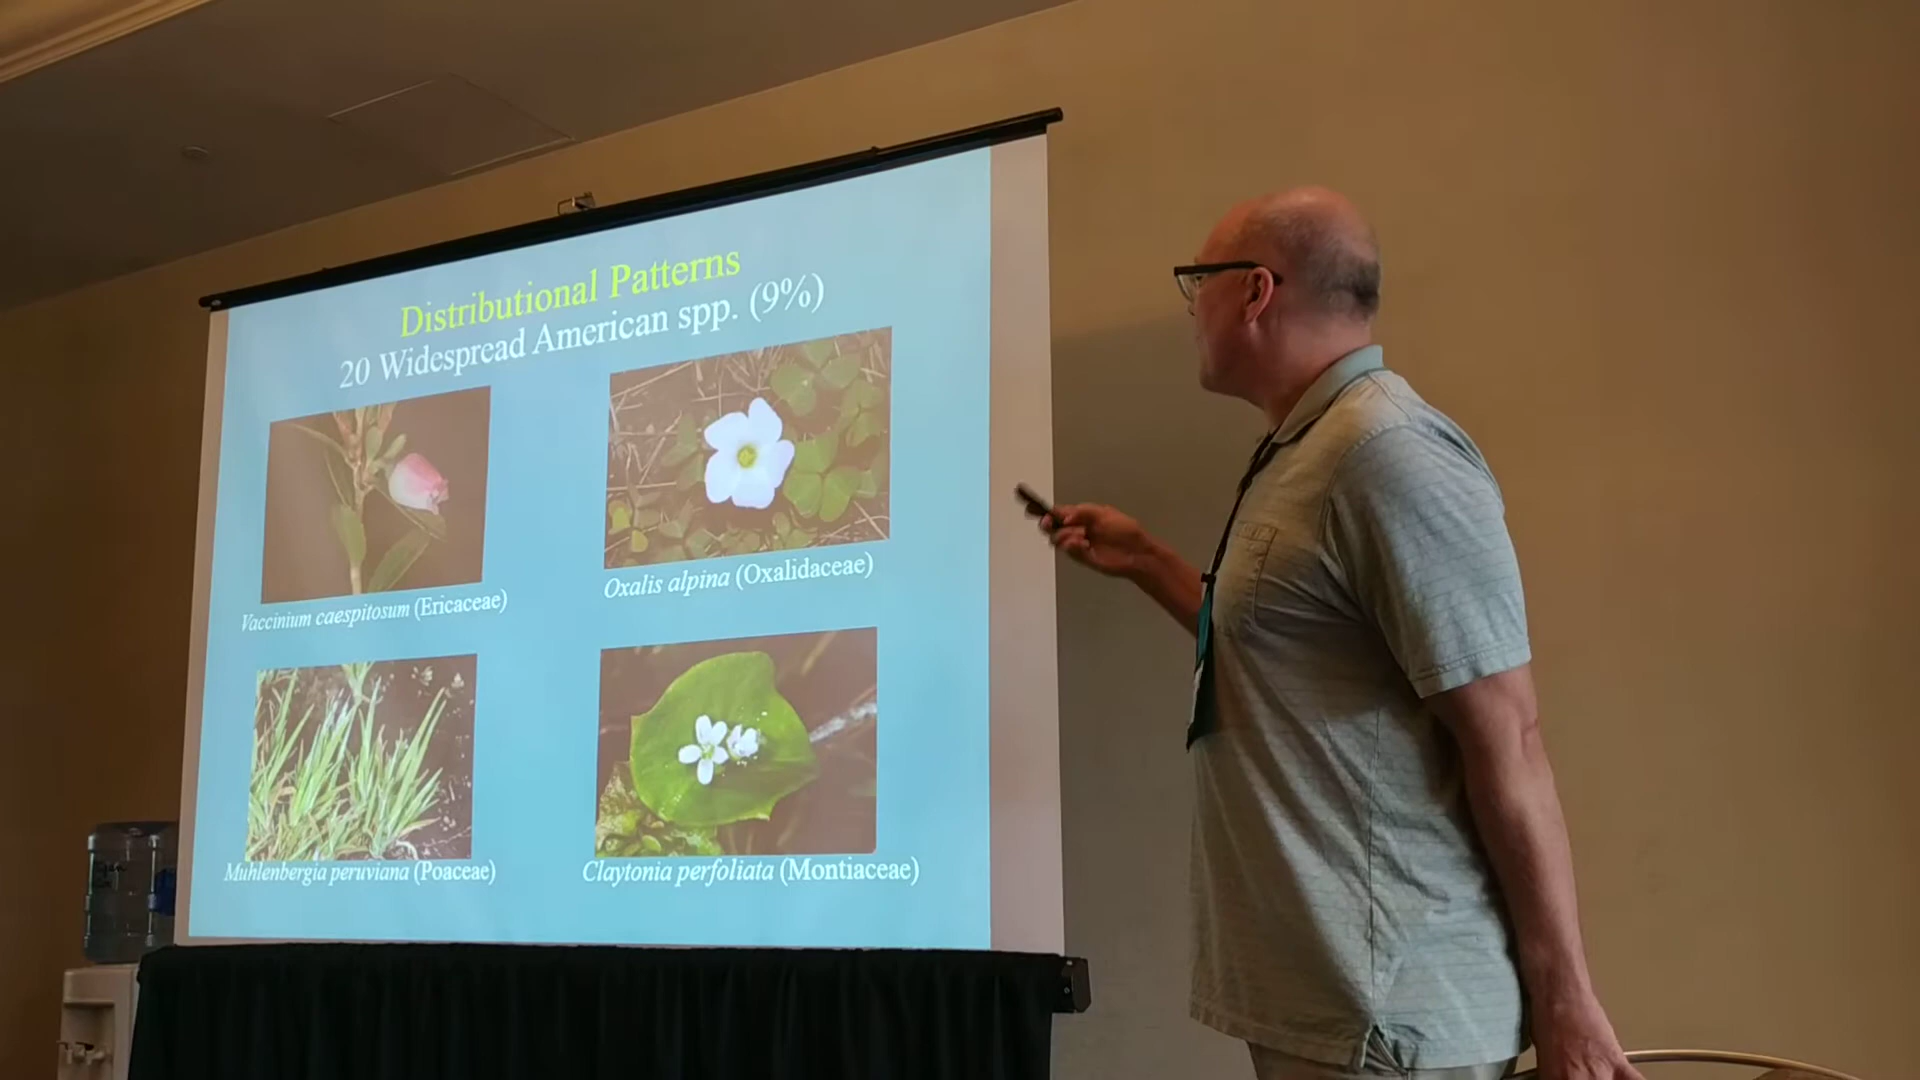 Distributional Patterns
20 Widespread American spp. (9%)
Vaccinium caespitosum (Ericaceae)
Oxalis alpina (Oxalidaceae)
Muhlenbergia peruviana (Poaceae)
Claytonia perfoliata (Montiaceae)